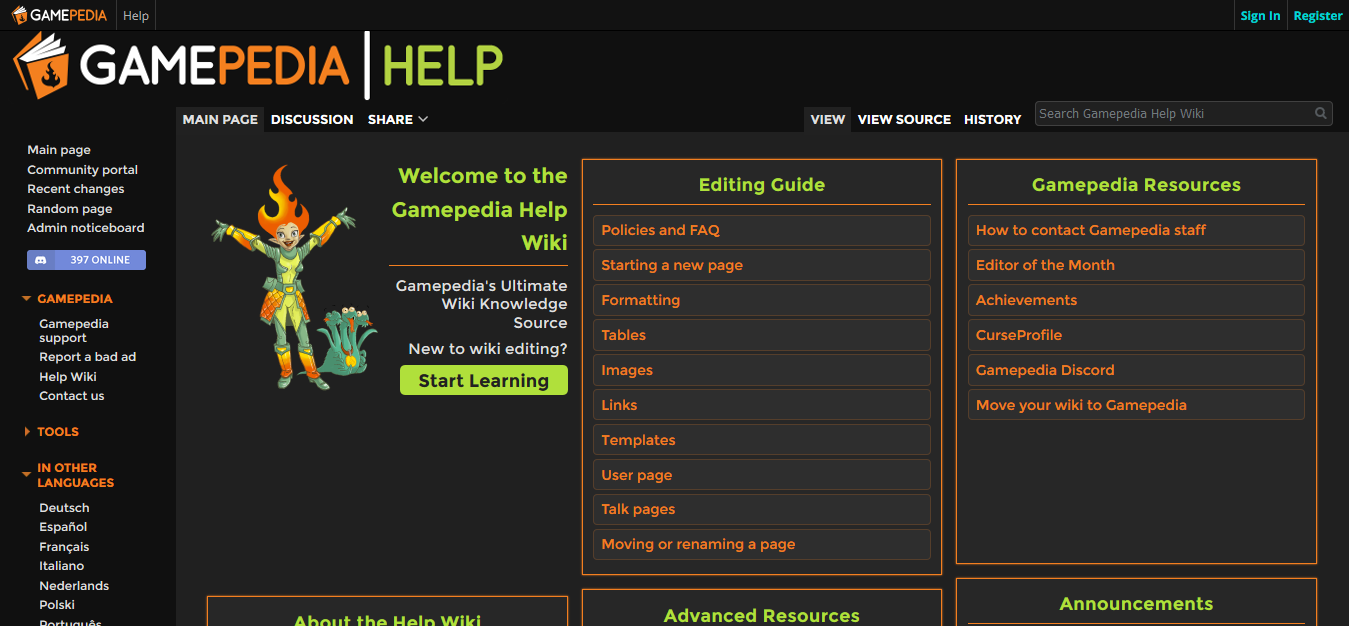 GAMEPEDIA
Help
Sign In
Register
GAMEPEDIA | HELP
MAIN PAGE
DISCUSSION
SHARE
VIEW
VIEW SOURCE
HISTORY
Search Gamepedia Help Wiki
Main page
Community portal
Recent changes
Random page
Admin noticeboard
397 ONLINE
GAMEPEDIA
Gamepedia
support
Report a bad ad
Help Wiki
Contact us
TOOLS
IN OTHER
LANGUAGES
Deutsch
Español
Français
Italiano
Nederlands
Polski
Português
Welcome to the
Gamepedia Help
Wiki
Gamepedia's Ultimate
Wiki Knowledge
Source
New to wiki editing?
Start Learning
About the Help Wiki
Editing Guide
Policies and FAQ
Starting a new page
Formatting
Tables
Images
Links
Templates
User page
Talk pages
Moving or renaming a page
Advanced Resources
Gamepedia Resources
How to contact Gamepedia staff
Editor of the Month
Achievements
CurseProfile
Gamepedia Discord
Move your wiki to Gamepedia
Announcements